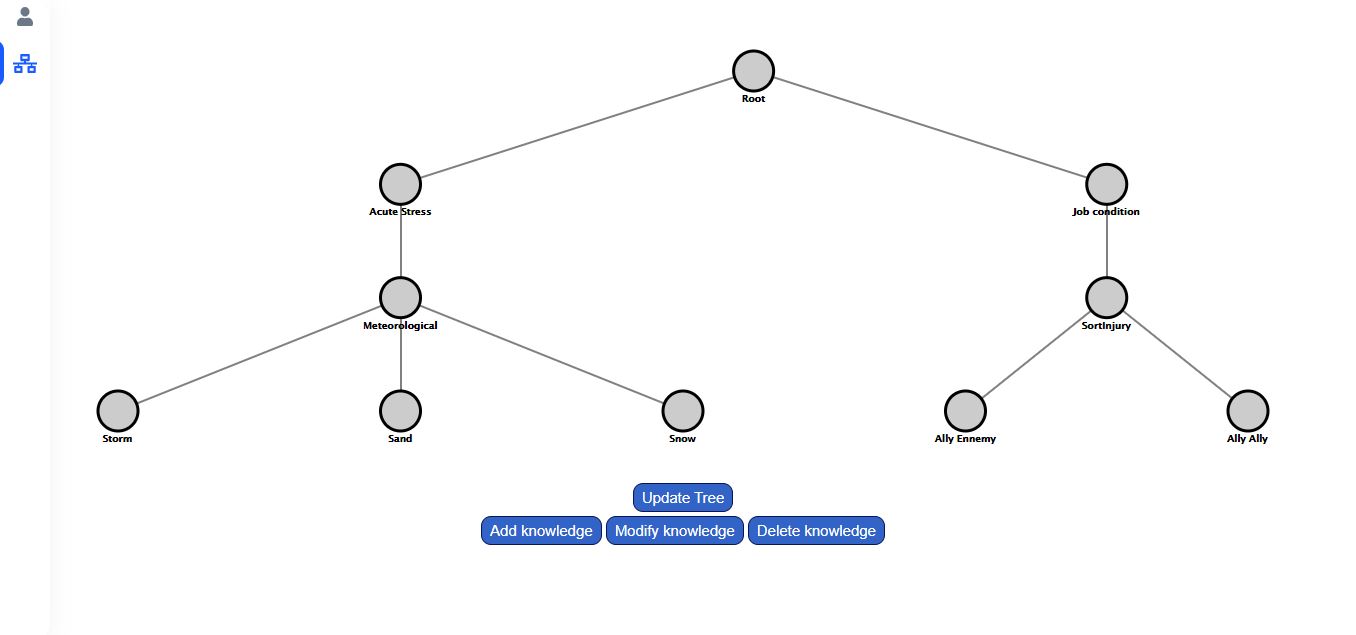 Root
Acute Stress
Job condition
Meteorological
SortInjury
Storm
Sand
Snow
Ally Ennemy
Ally Ally
Update Tree
Add knowledge
Modify knowledge
Delete knowledge